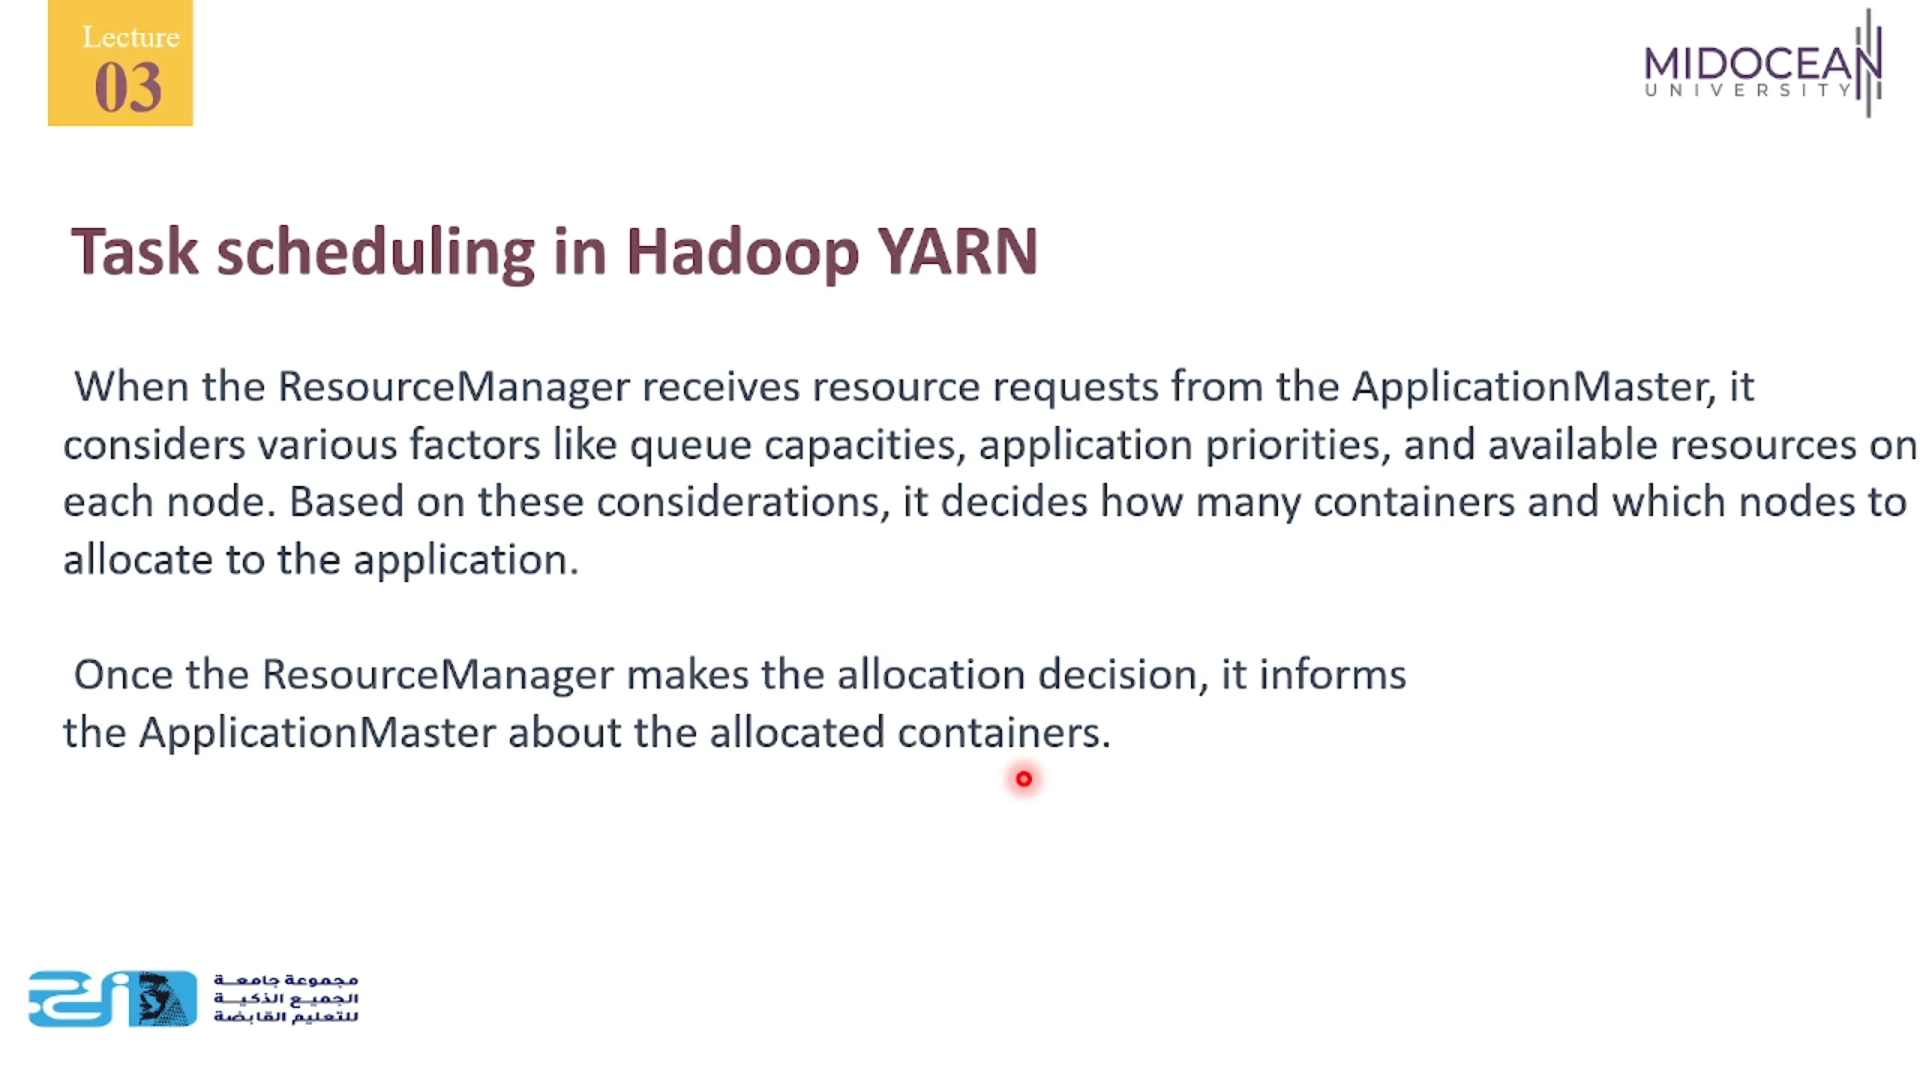 Lecture
03
MIDOCEAN
UNIVERSITY
Task scheduling in Hadoop YARN
When the ResourceManager receives resource requests from the ApplicationMaster, it
considers various factors like queue capacities, application priorities, and available resources on
each node. Based on these considerations, it decides how many containers and which nodes to
allocate to the application.
Once the ResourceManager makes the allocation decision, it informs
the ApplicationMaster about the allocated containers.
مجموعة جامعة
الجميع الذكية
للتعليم القابضة